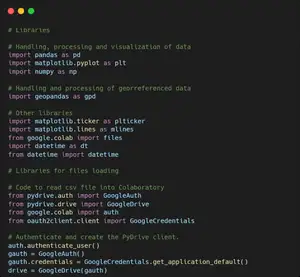 # Libraries
# Handling, processing and visualization of data
import pandas as pd
import matplotlib.pyplot as plt
import numpy as np
# Handling and processing of georreferenced data
import geopandas as gpd
# Other libraries
import matplotlib.ticker as plticker
import matplotlib.lines as mlines
from google.colab import files
import datetime as dt
from datetime import datetime
# Libraries for files loading
# Code to read csv file into Colaboratory
from pydrive.auth import GoogleAuth
from pydrive.drive import GoogleDrive
from google.colab import auth
from oauth2client.client import GoogleCredentials
# Authenticate and create the PyDrive client.
auth.authenticate_user()
gauth = GoogleAuth()
gauth.credentials = GoogleCredentials.get_application_default()
drive = GoogleDrive(gauth)